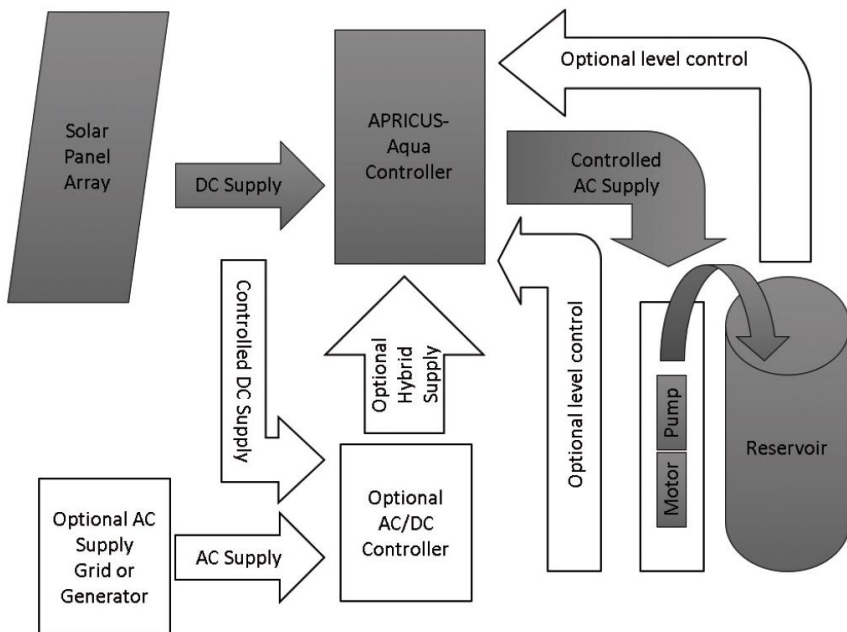 Solar
Panel
Array
DC Supply
APRICUS-
Aqua
Controller
Optional level control
Controlled
AC Supply
Controlled DC Supply
Optional
Hybrid
Supply
Optional level control
Pump
Motor
Reservoir
Optional AC
Supply
Grid or
Generator
AC Supply
Optional
AC/DC
Controller